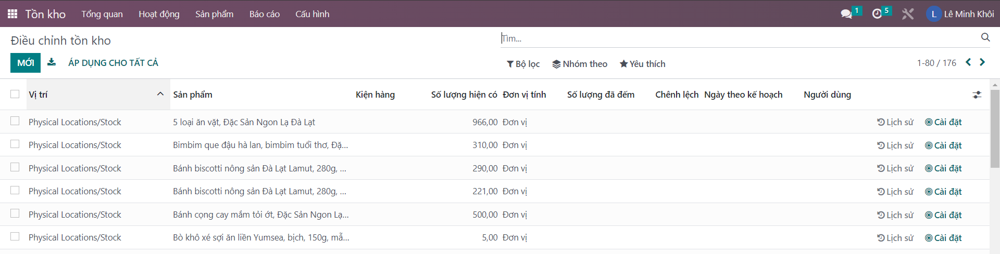 Tồn kho Tổng quan Hoạt động Sản phẩm Báo cáo Cấu hình 1 5 L Lê Minh Khôi
Điều chỉnh tồn kho Tìm...
MỚI ÁP DỤNG CHO TẤT CẢ Bộ lọc Nhóm theo Yêu thích 1-80 / 176
Vị trí Sản phẩm Kiện hàng Số lượng hiện có Đơn vị tính Số lượng đã đếm Chênh lệch Ngày theo kế hoạch Người dùng
Physical Locations/Stock 5 loại ăn vặt, Đặc Sản Ngon Lạ Đà Lạt 966,00 Đơn vị Lịch sử Cài đặt
Physical Locations/Stock Bimbim que đậu hà lan, bimbim tuổi thơ, Đặ... 310,00 Đơn vị Lịch sử Cài đặt
Physical Locations/Stock Bánh biscotti nông sản Đà Lạt Lamut, 280g, ... 290,00 Đơn vị Lịch sử Cài đặt
Physical Locations/Stock Bánh biscotti nông sản Đà Lạt Lamut, 280g, ... 221,00 Đơn vị Lịch sử Cài đặt
Physical Locations/Stock Bánh cọng cay mắm tỏi ớt, Đặc Sản Ngon Lạ... 500,00 Đơn vị Lịch sử Cài đặt
Physical Locations/Stock Bò khô xé sợi ăn liền Yumsea, bịch, 150g, mẫ... 5,00 Đơn vị Lịch sử Cài đặt